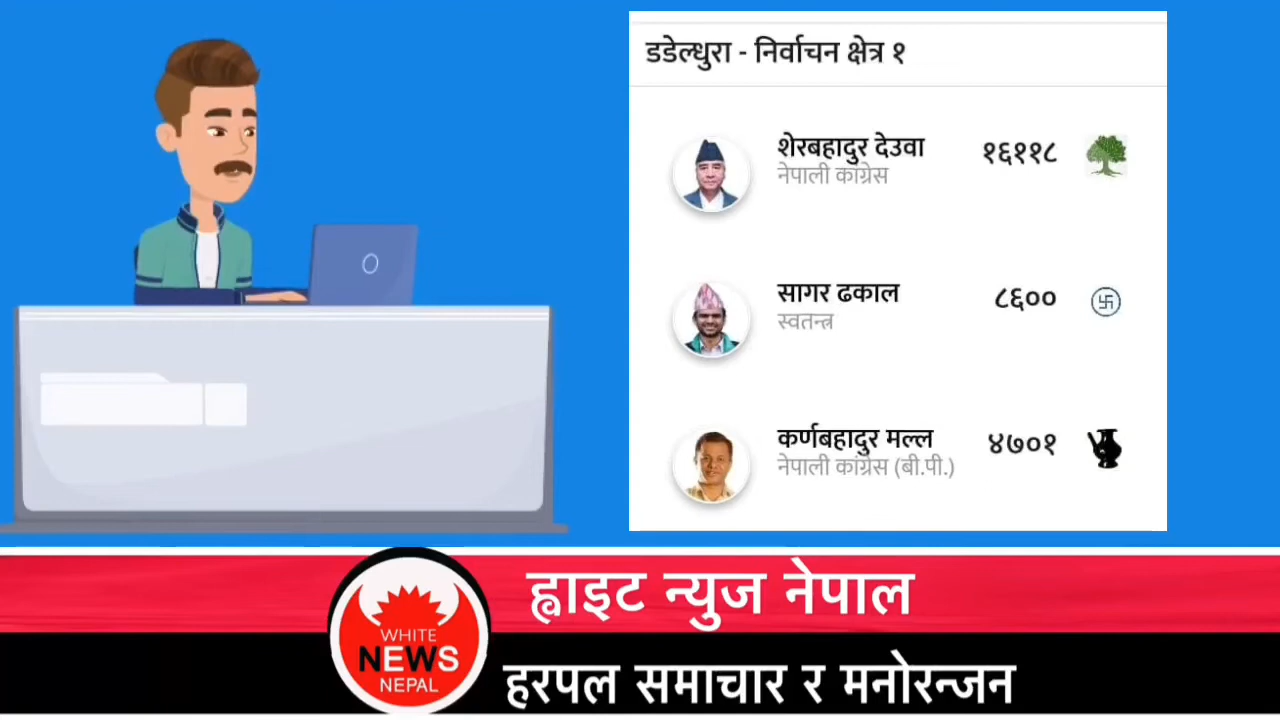 डडेल्धुरा - निर्वाचन क्षेत्र १
शेरबहादुर देउवा १६११८
नेपाली कांग्रेस
सागर ढकाल ८६००
स्वतन्त्र
कर्णबहादुर मल्ल ४७०१
नेपाली कांग्रेस (बी.पी.)
ह्वाइट न्युज नेपाल
WHITE
NEWS
NEPAL
हरपल समाचार र मनोरन्जन